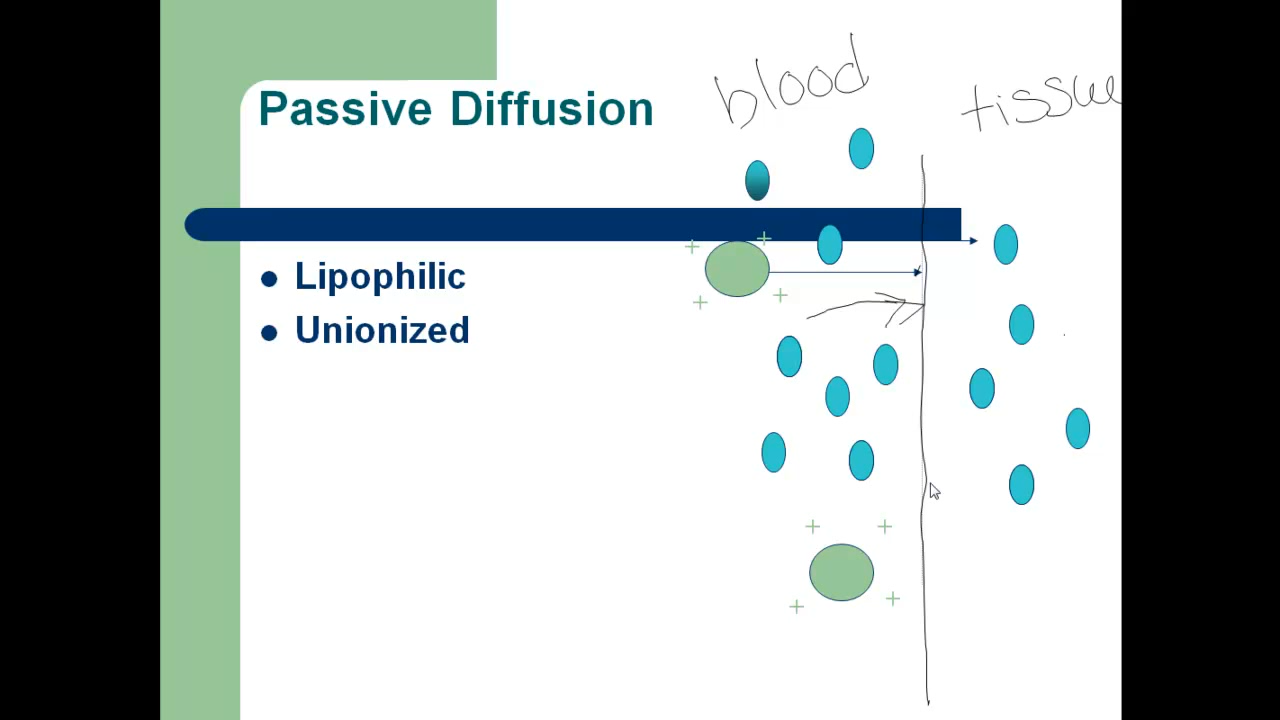 Passive Diffusion
blood
tissue
Lipophilic
Unionized
+ +
+ +
+ +
+ +